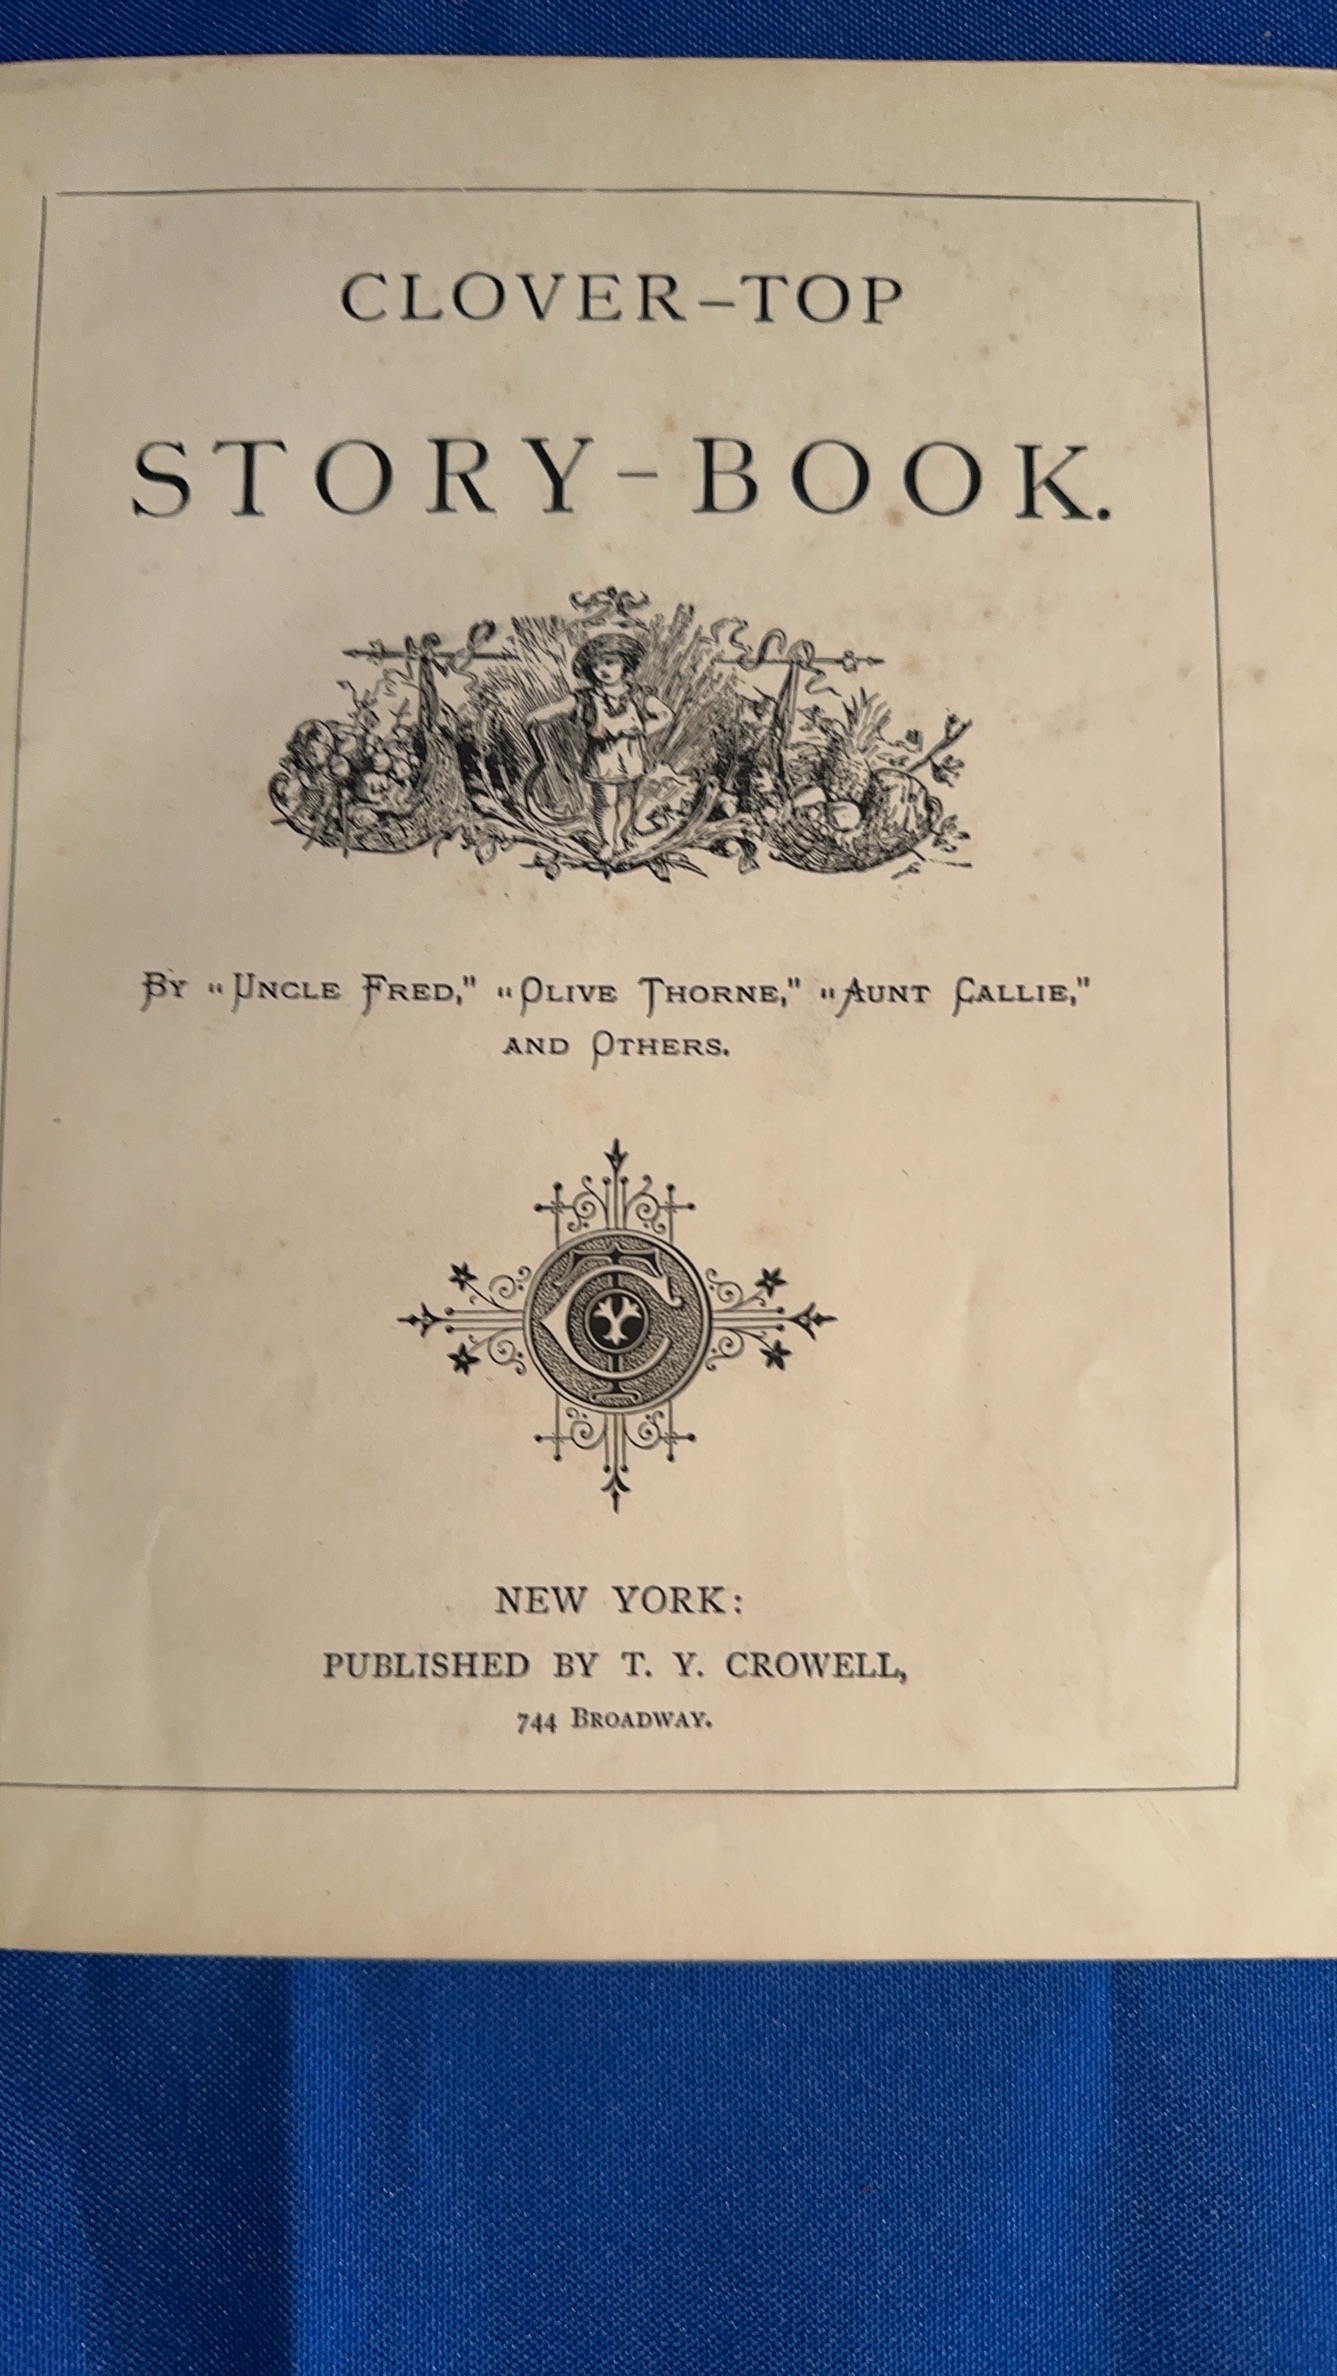 CLOVER-TOP
STORY-BOOK.
By "Uncle Fred," "Olive Thorne," "Aunt Callie,"
and Others.
TC
NEW YORK:
PUBLISHED BY T. Y. CROWELL,
744 Broadway.